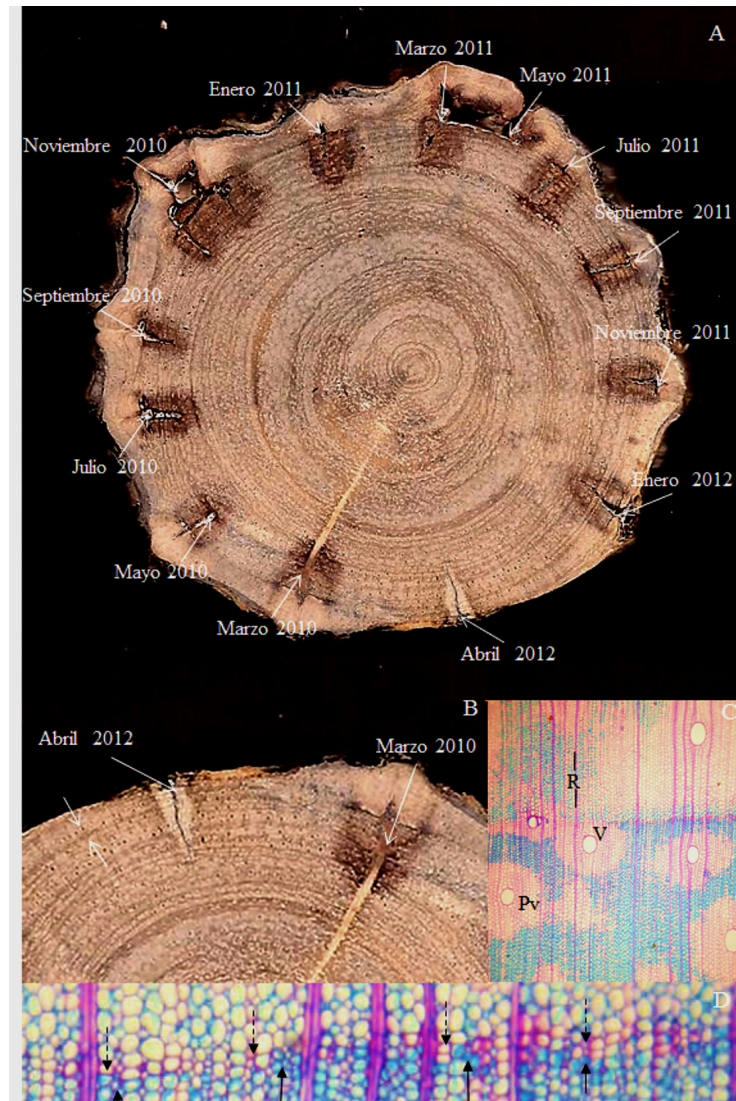 A
Marzo 2011
Enero 2011
Mayo 2011
Noviembre 2010
Julio 2011
Septiembre 2011
Septiembre 2010
Noviembre 2011
Julio 2010
Enero 2012
Mayo 2010
Marzo 2010
Abril 2012
B
C
Abril 2012
Marzo 2010
R
V
Pv
D